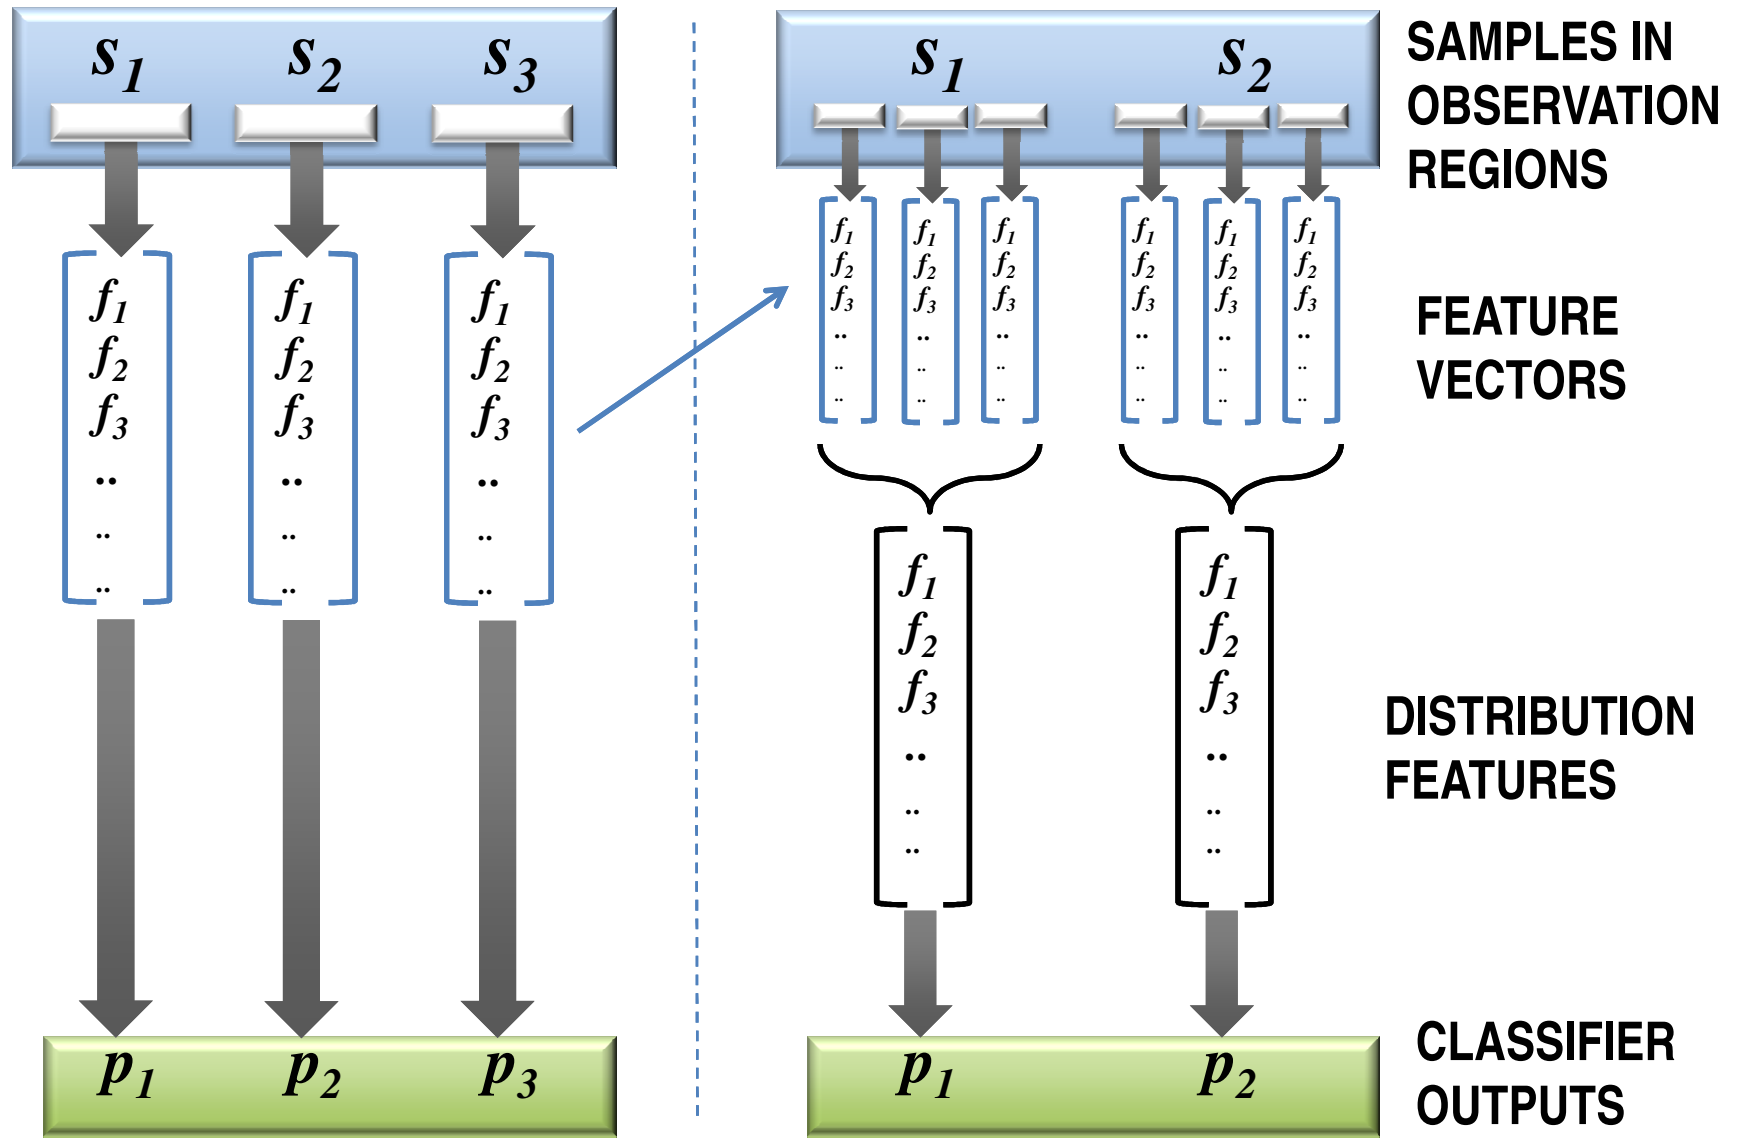 s1 s2 s3
s1 s2
SAMPLES IN
OBSERVATION
REGIONS
f1 f1 f1
f2 f2 f2
f3 f3 f3
.. .. ..
.. .. ..
.. .. ..
f1 f1 f1 f1 f1 f1
f2 f2 f2 f2 f2 f2
f3 f3 f3 f3 f3 f3
.. .. .. .. .. ..
.. .. .. .. .. ..
.. .. .. .. .. ..
FEATURE
VECTORS
f1 f1
f2 f2
f3 f3
.. ..
.. ..
.. ..
DISTRIBUTION
FEATURES
p1 p2 p3
p1 p2
CLASSIFIER
OUTPUTS